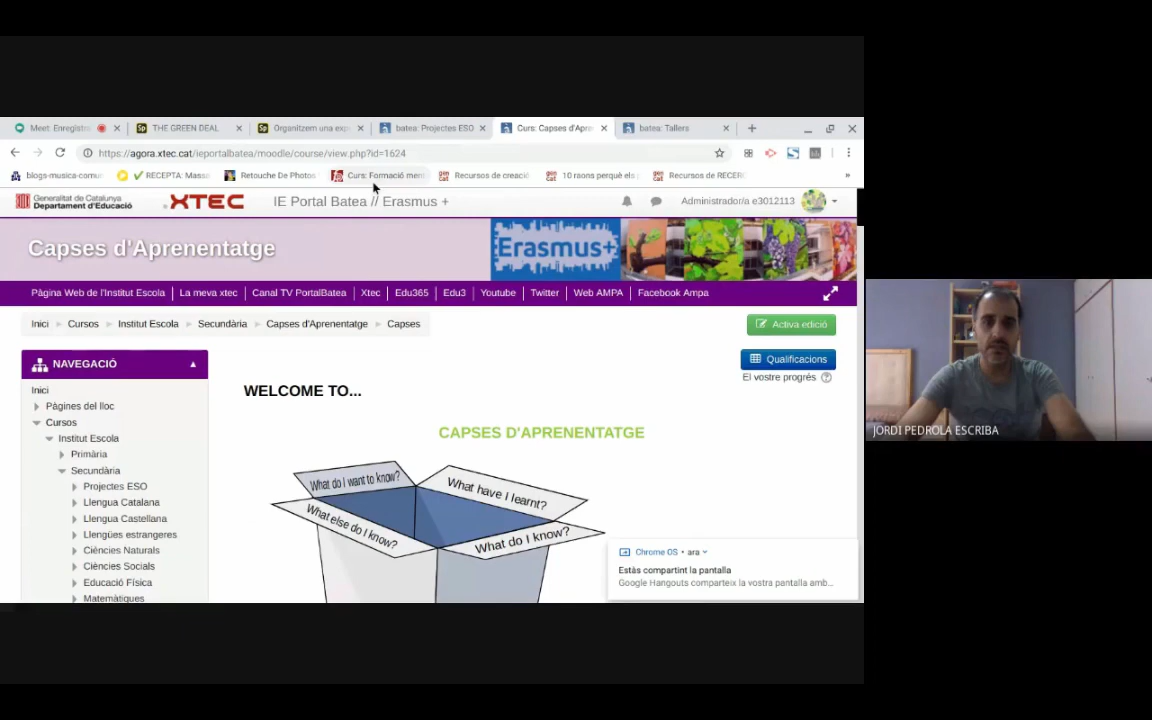 Meet: Enregistra
THE GREEN DEAL
Organitzem una exp
batea: Projectes ESO
Curs: Capses d'Apre
batea: Tallers
https://agora.xtec.cat/ieportalbatea/moodle/course/view.php?id=1624
blogs-musica-comu
RECEPTA: Massa
Retouche De Photos
Curs: Formació men
Recursos de creació
10 raons perquè els
Recursos de RECER
»
Generalitat de Catalunya
Departament d'Educació
XTEC
IE Portal Batea // Erasmus +
Administrador/a e3012113
Capses d'Aprenentatge
Erasmus+
Pàgina Web de l'Institut Escola
La meva xtec
Canal TV PortalBatea
Xtec
Edu365
Edu3
Youtube
Twitter
Web AMPA
Facebook Ampa
Inici
Cursos
Institut Escola
Secundària
Capses d'Aprenentatge
Capses
Activa edició
NAVEGACIÓ
Inici
Pàgines del lloc
Cursos
Institut Escola
Primària
Secundària
Projectes ESO
Llengua Catalana
Llengua Castellana
Llengües estrangeres
Ciències Naturals
Ciències Socials
Educació Física
Matemàtiques
Qualificacions
El vostre progrés
WELCOME TO...
CAPSES D'APRENENTATGE
What do I want to know?
What have I learnt?
What else do I know?
What do I know?
Chrome OS • ara
Estàs compartint la pantalla
Google Hangouts comparteix la vostra pantalla amb...
JORDI PEDROLA ESCRIBA